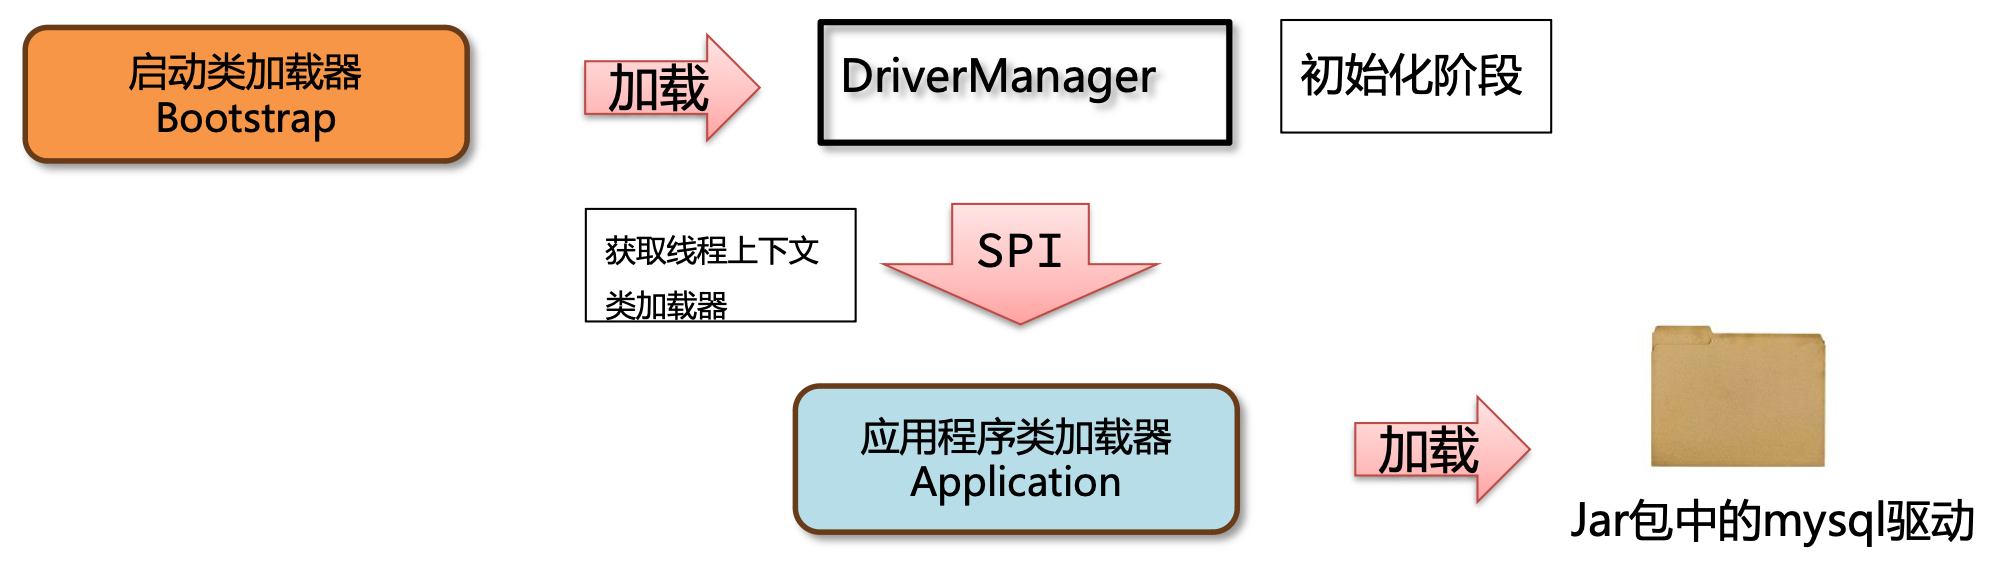 启动类加载器
Bootstrap
加载
DriverManager
初始化阶段
获取线程上下文
类加载器
SPI
应用程序类加载器
Application
加载
Jar包中的mysql驱动